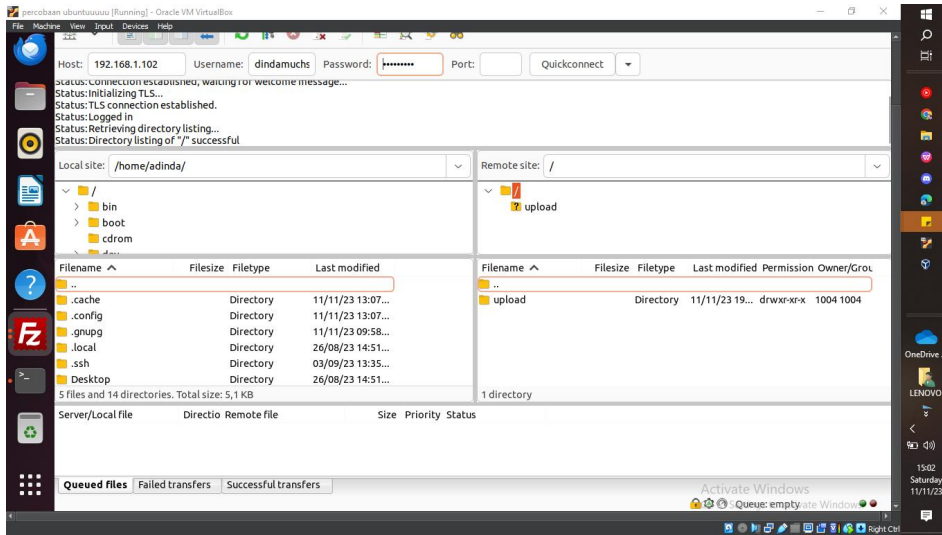 percobaan ubuntuuuuu [Running] - Oracle VM VirtualBox
File Machine View Input Devices Help
Host: 192.168.1.102 Username: dindamuchs Password: Port: Quickconnect
Status:Connection established, waiting for welcome message...
Status:Initializing TLS...
Status:TLS connection established.
Status:Logged in
Status:Retrieving directory listing...
Status:Directory listing of "/" successful
Local site: /home/adinda/ Remote site: /
/ /
bin upload
boot
cdrom
Filename Filesize Filetype Last modified Filename Filesize Filetype Last modified Permission Owner/Grou
.. ..
.cache Directory 11/11/23 13:07... upload Directory 11/11/23 19... drwxr-xr-x 1004 1004
.config Directory 11/11/23 13:07...
.gnupg Directory 11/11/23 09:58...
.local Directory 26/08/23 14:51...
.ssh Directory 03/09/23 13:35...
Desktop Directory 26/08/23 14:51...
5 files and 14 directories. Total size: 5,1 KB 1 directory
Server/Local file Directio Remote file Size Priority Status
Queued files Failed transfers Successful transfers
Activate Windows
Queue: empty
Right Ctrl
OneDrive
LENOVO
15:02
Saturday
11/11/23